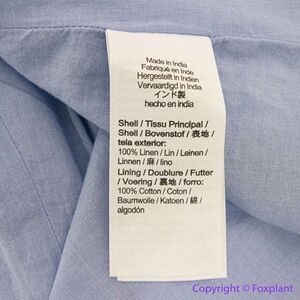 Made in India
Fabriqué en Inde
Hergestellt in Indien
Vervaardigd in India
インド製
hecho en india
Shell / Tissu Principal /
Shell / Bovenstof / 表地 /
tela exterior:
100% Linen / Lin / Leinen /
Linnen / 麻 / lino
Lining / Doublure / Futter
/ Voering / 裏地 / forro:
100% Cotton / Coton /
Baumwolle / Katoen / 綿 /
algodón
Copyright © Foxplant